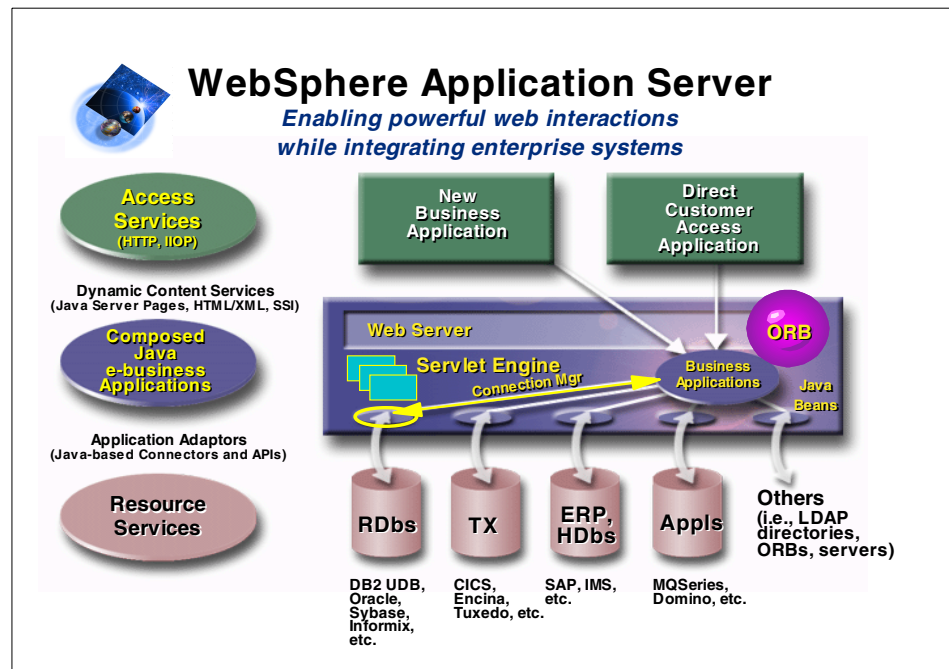 WebSphere Application Server
Enabling powerful web interactions
while integrating enterprise systems
Access
Services
(HTTP, IIOP)
Dynamic Content Services
(Java Server Pages, HTML/XML, SSI)
Composed
Java
e-business
Applications
Application Adaptors
(Java-based Connectors and APIs)
Resource
Services
New
Business
Application
Direct
Customer
Access
Application
Web Server
ORB
Servlet Engine
Connection Mgr
Business
Applications
Java
Beans
RDbs
TX
ERP,
HDbs
Appls
Others
(i.e., LDAP
directories,
ORBs, servers)
DB2 UDB,
Oracle,
Sybase,
Informix,
etc.
CICS,
Encina,
Tuxedo, etc.
SAP, IMS,
etc.
MQSeries,
Domino, etc.